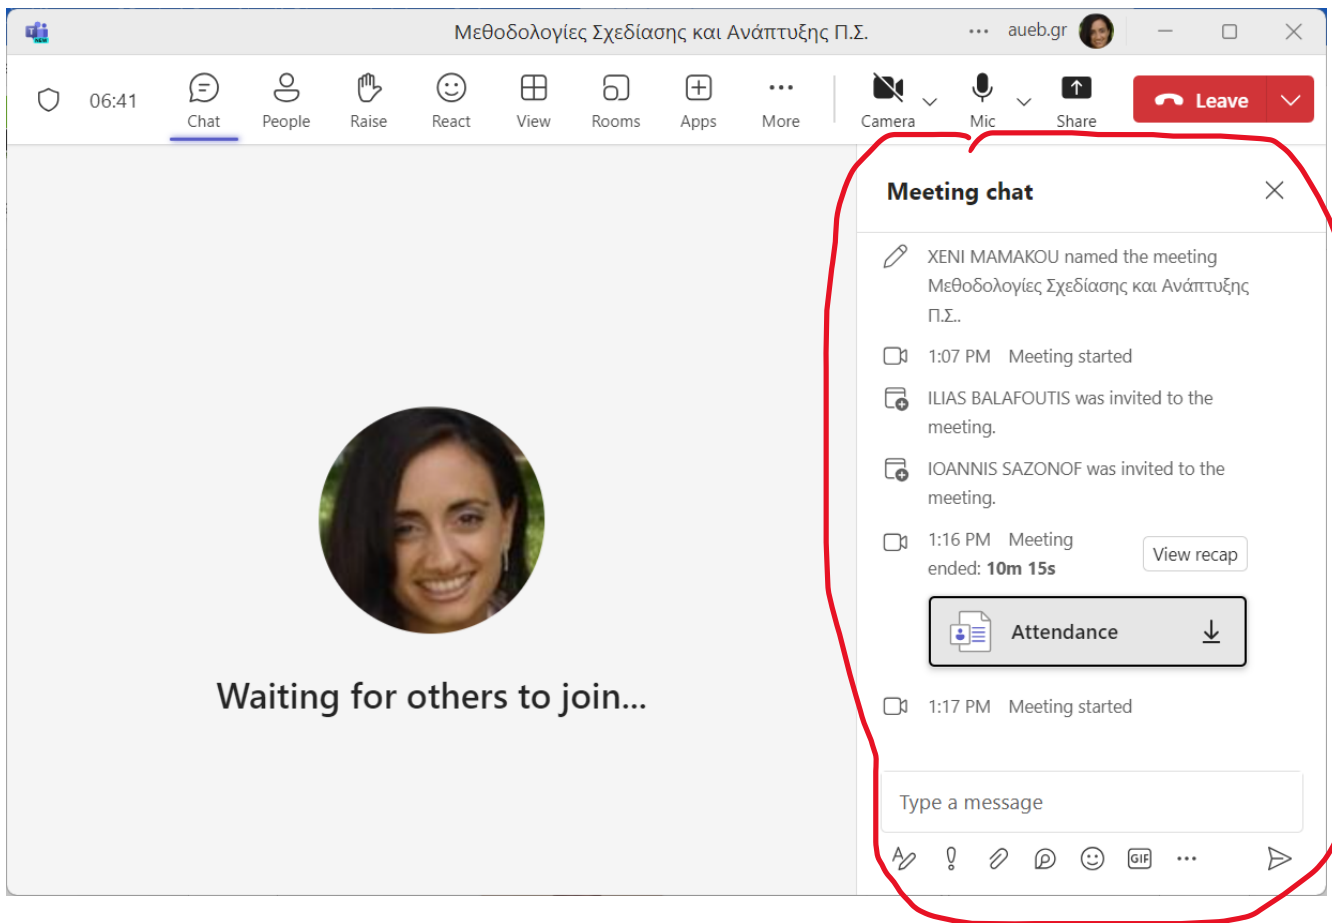 Μεθοδολογίες Σχεδίασης και Ανάπτυξης Π.Σ.
aueb.gr
NEW
06:41
Chat
People
Raise
React
View
Rooms
Apps
More
Camera
Mic
Share
Leave
Meeting chat
XENI MAMAKOU named the meeting
Μεθοδολογίες Σχεδίασης και Ανάπτυξης
Π.Σ..
1:07 PM Meeting started
ILIAS BALAFOUTIS was invited to the
meeting.
IOANNIS SAZONOF was invited to the
meeting.
1:16 PM Meeting
ended: 10m 15s
View recap
Attendance
1:17 PM Meeting started
Waiting for others to join...
Type a message
GIF